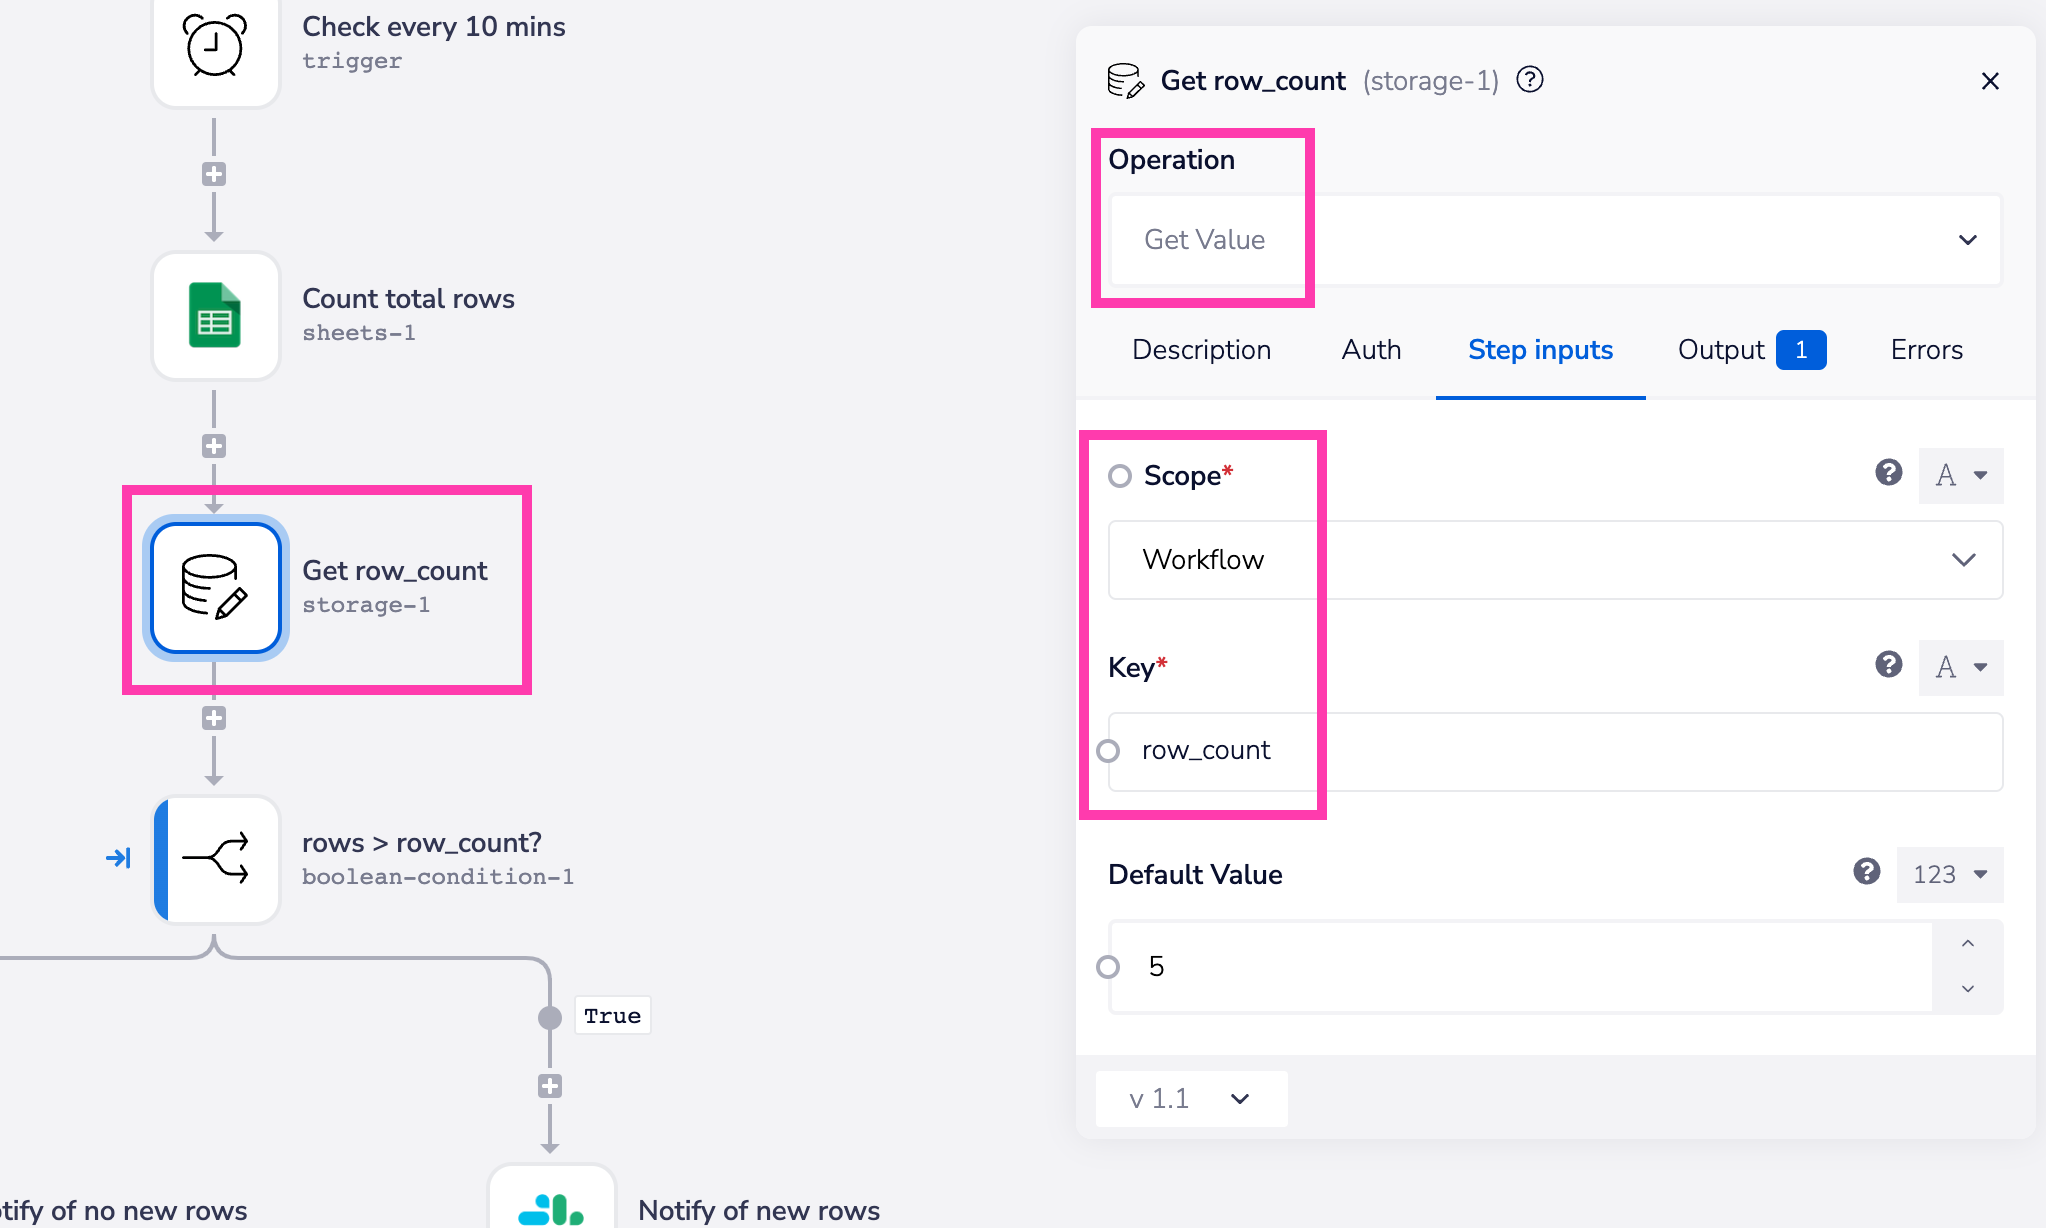 Check every 10 mins
trigger
Count total rows
sheets-1
Get row_count
storage-1
rows > row_count?
boolean-condition-1
True
tify of no new rows
Notify of new rows
Get row_count (storage-1) ?
Operation
Get Value
Description Auth Step inputs Output 1 Errors
Scope* ? A
Workflow
Key* ? A
row_count
Default Value ? 123
5
v 1.1